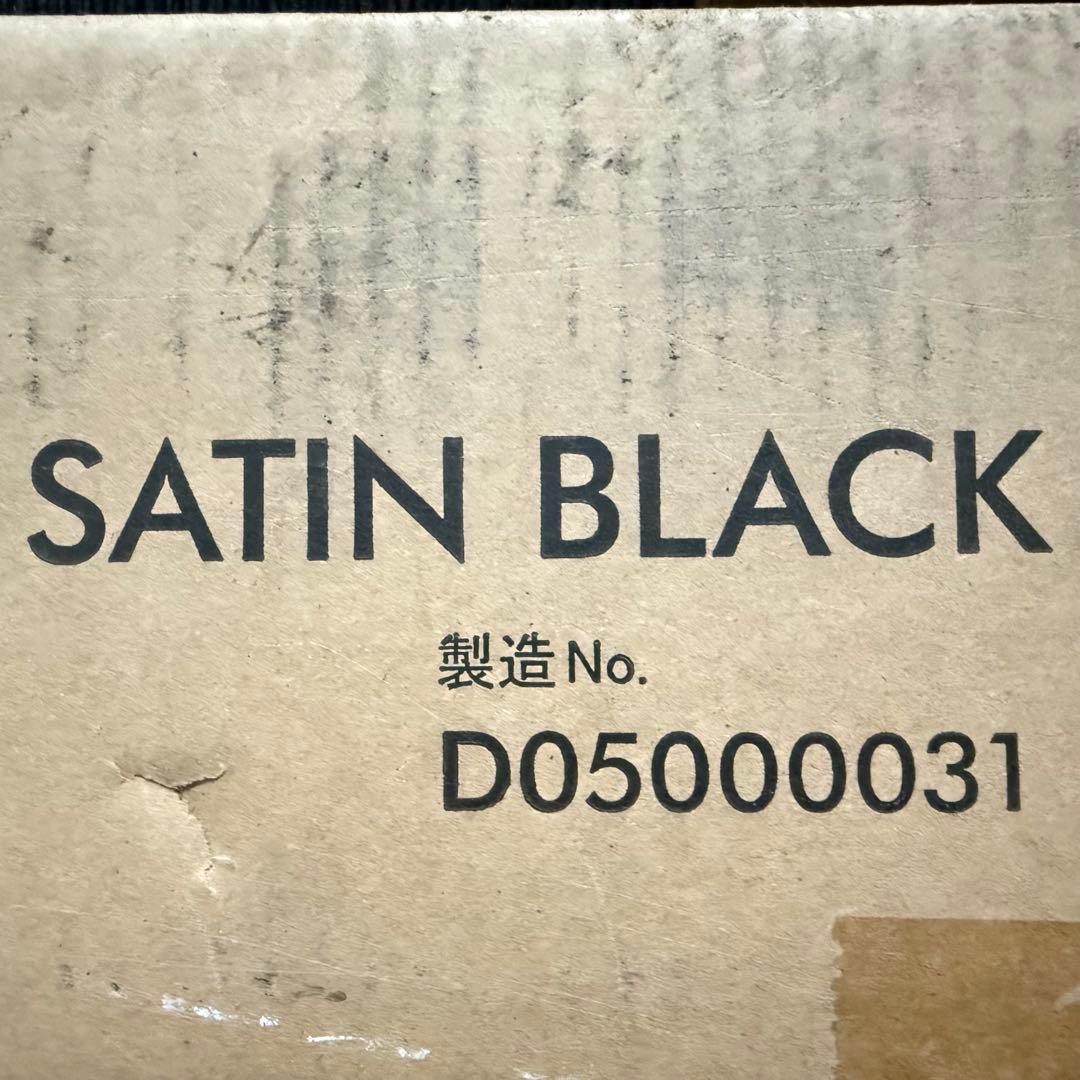 SATIN BLACK
製造No.
D05000031